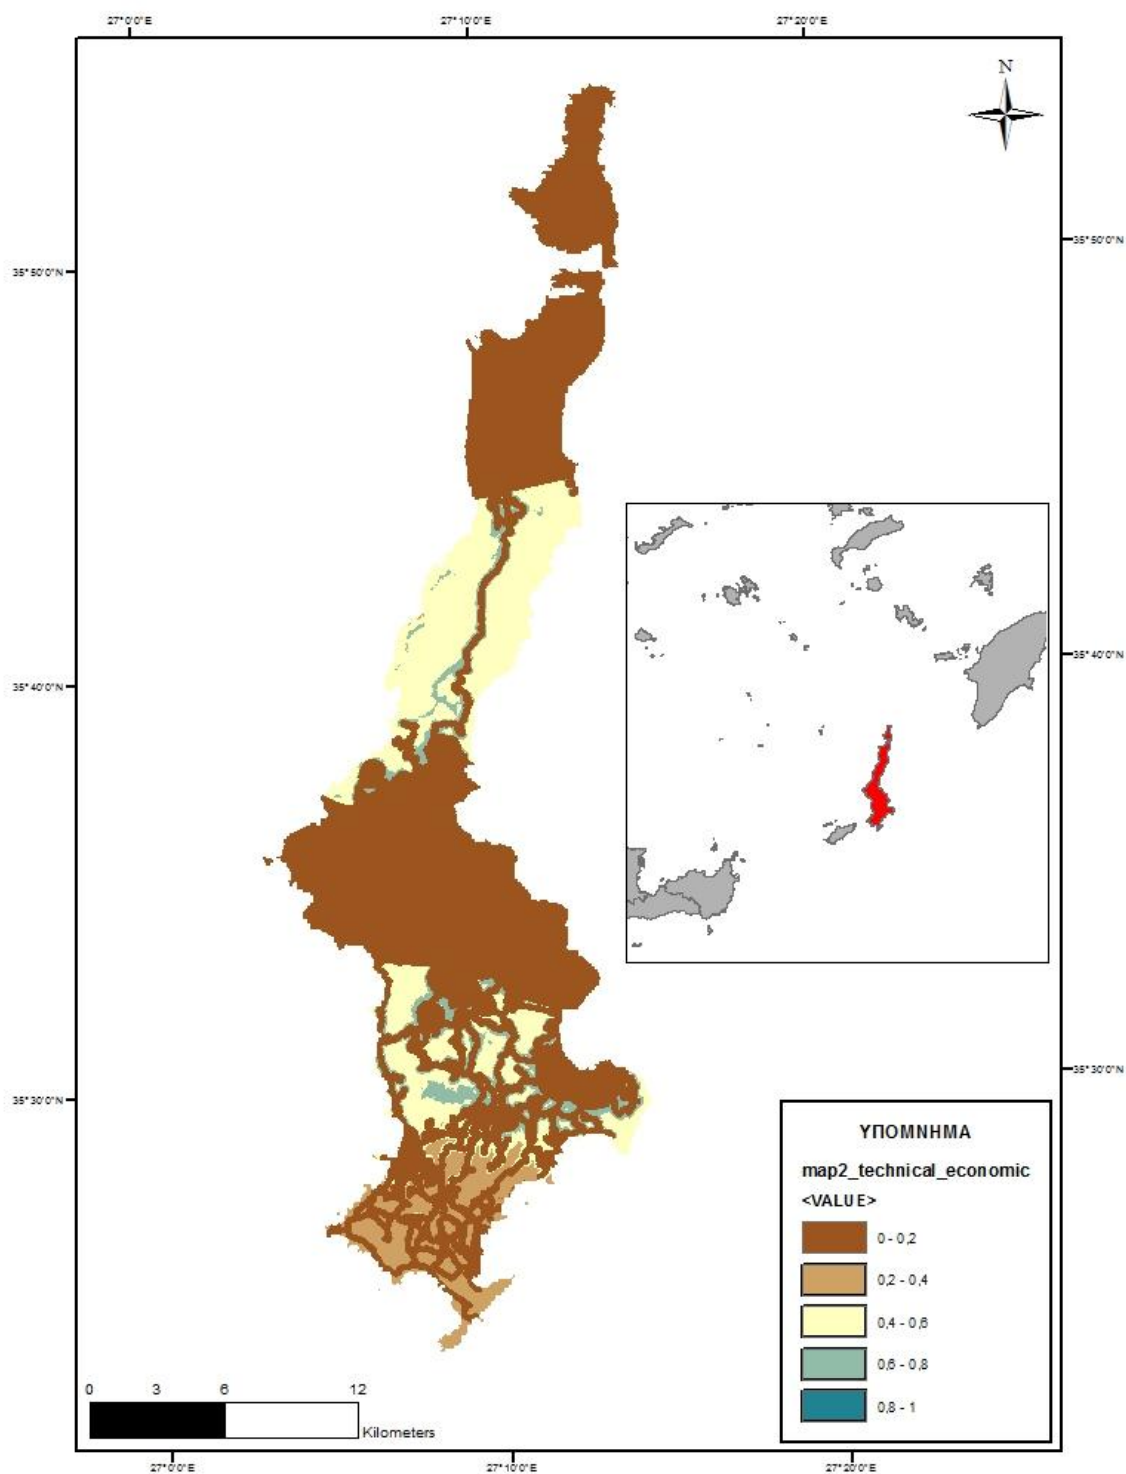 27°0'0"E 27°10'0"E 27°20'0"E
N
35°50'0"N
35°50'0"N
35°40'0"N
35°40'0"N
35°30'0"N
35°30'0"N
ΥΠΟΜΝΗΜΑ
map2_technical_economic
<VALUE>
0 - 0,2
0,2 - 0,4
0,4 - 0,6
0,6 - 0,8
0,8 - 1
0 3 6 12
Kilometers
27°0'0"E 27°10'0"E 27°20'0"E